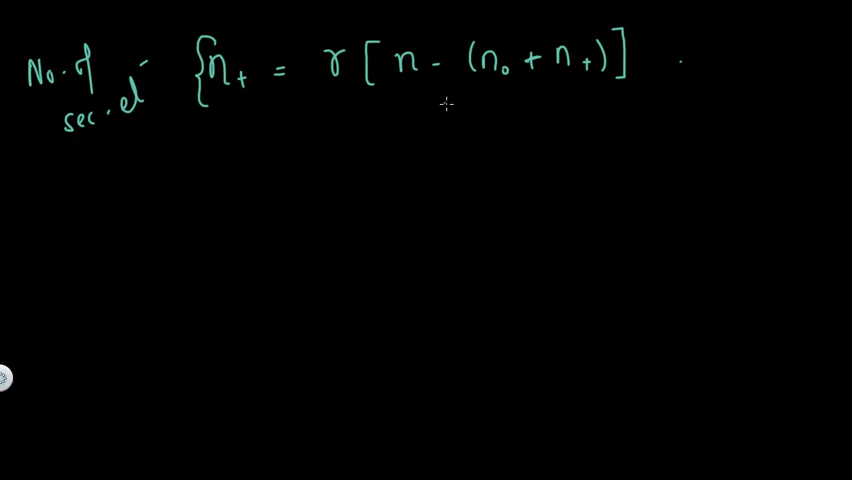 No. of {n₊ = γ [ n - (n₀ + n₊) ]
sec. el⁻